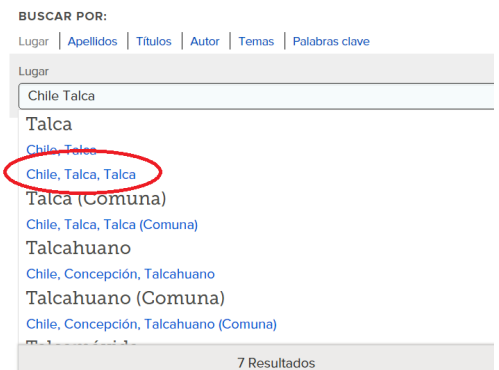 BUSCAR POR:
Lugar | Apellidos | Títulos | Autor | Temas | Palabras clave
Lugar
Chile Talca
Talca
Chile, Talca
Chile, Talca, Talca
Talca (Comuna)
Chile, Talca, Talca (Comuna)
Talcahuano
Chile, Concepción, Talcahuano
Talcahuano (Comuna)
Chile, Concepción, Talcahuano (Comuna)
7 Resultados